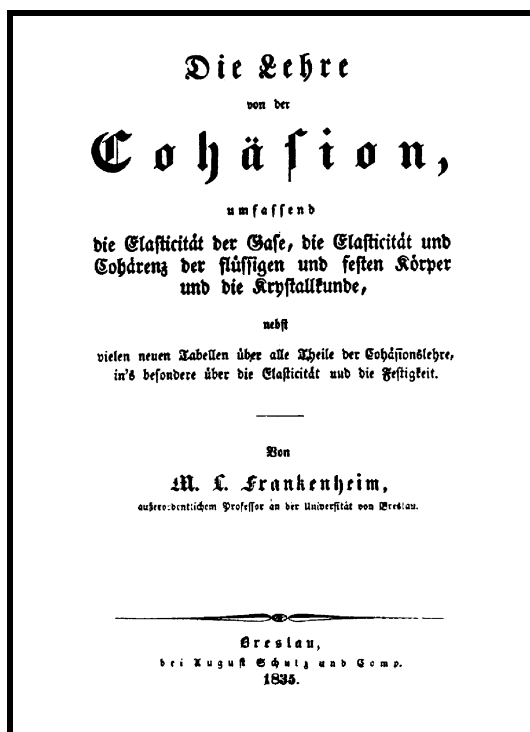 Die Lehre
von der
Cohäsion,
umfassend
die Elasticität der Gase, die Elasticität und
Cohärenz der flüssigen und festen Körper
und die Krystallkunde,
nebst
vielen neuen Tabellen über alle Theile der Cohäsionslehre,
in's besondere über die Elasticität und die Festigkeit.
Von
M. L. Frankenheim,
außerordentlichem Professor an der Universität von Breslau.
Breslau,
bei August Schulz und Comp.
1835.